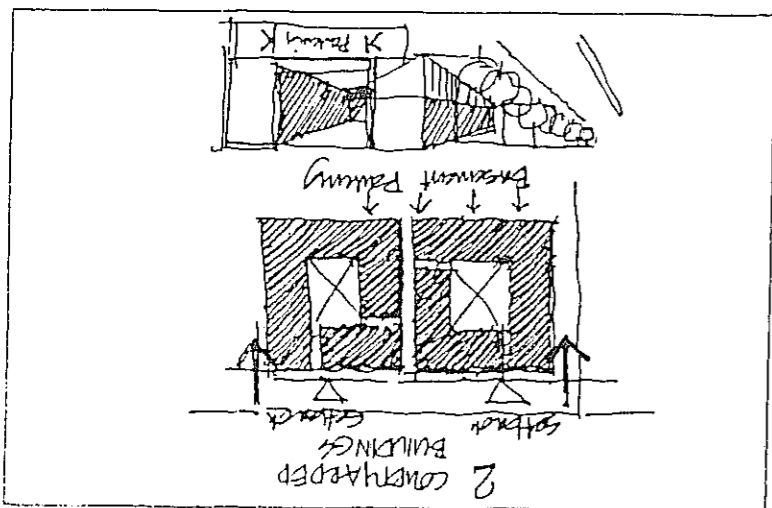 2 COURTYARDED
BUILDINGS
Setback Setback
Basement Parking
Parking